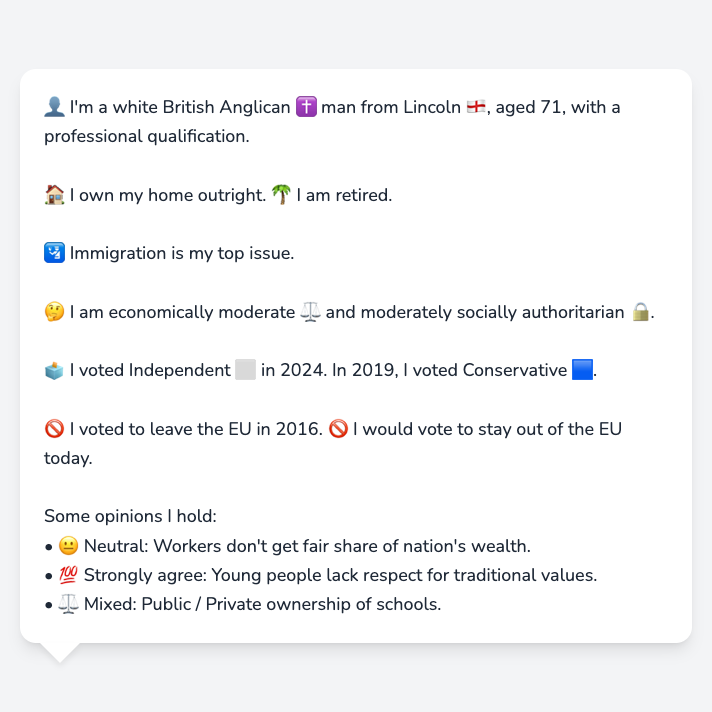 👤 I'm a white British Anglican ✝️ man from Lincoln 🏴󠁧󠁢󠁥󠁮󠁧󠁿, aged 71, with a
professional qualification.
🏠 I own my home outright. 🌴 I am retired.
🛂 Immigration is my top issue.
🤔 I am economically moderate ⚖️ and moderately socially authoritarian 🔒.
🗳️ I voted Independent ⬜ in 2024. In 2019, I voted Conservative 🟦.
🚫 I voted to leave the EU in 2016. 🚫 I would vote to stay out of the EU
today.
Some opinions I hold:
• 😐 Neutral: Workers don't get fair share of nation's wealth.
• 💯 Strongly agree: Young people lack respect for traditional values.
• ⚖️ Mixed: Public / Private ownership of schools.